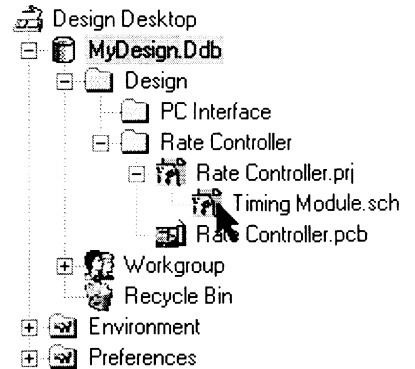 Design Desktop
MyDesign.Ddb
Design
PC Interface
Rate Controller
Rate Controller.prj
Timing Module.sch
Rate Controller.pcb
Workgroup
Recycle Bin
Environment
Preferences